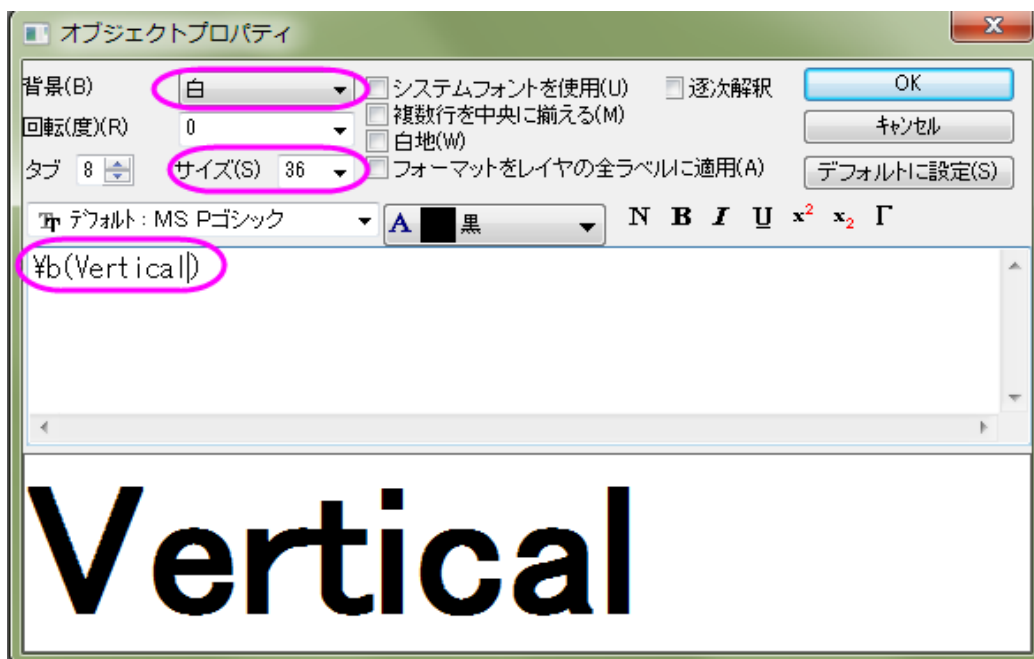 オブジェクトプロパティ
背景(B) 白 システムフォントを使用(U) 逐次解釈 OK
複数行を中央に揃える(M)
回転(度)(R) 0 白地(W) キャンセル
タブ 8 サイズ(S) 36 フォーマットをレイヤの全ラベルに適用(A) デフォルトに設定(S)
デフォルト : MS Pゴシック A 黒 N B I U x² x₂ Γ
¥b(Vertical)
Vertical